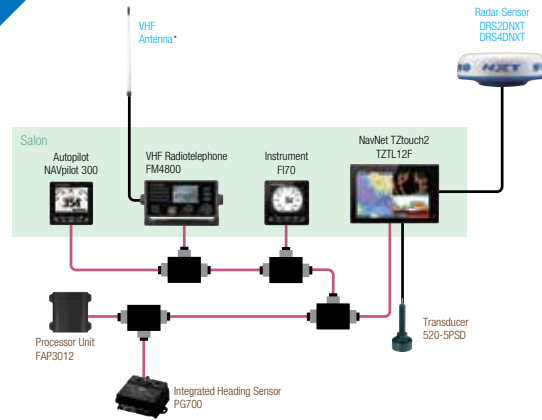 VHF
Antenna*
Radar Sensor
DRS2DNXT
DRS4DNXT
NXT
Salon
Autopilot
NAVpilot 300
VHF Radiotelephone
FM4800
Instrument
FI70
NavNet TZtouch2
TZTL12F
Processor Unit
FAP3012
Integrated Heading Sensor
PG700
Transducer
520-5PSD